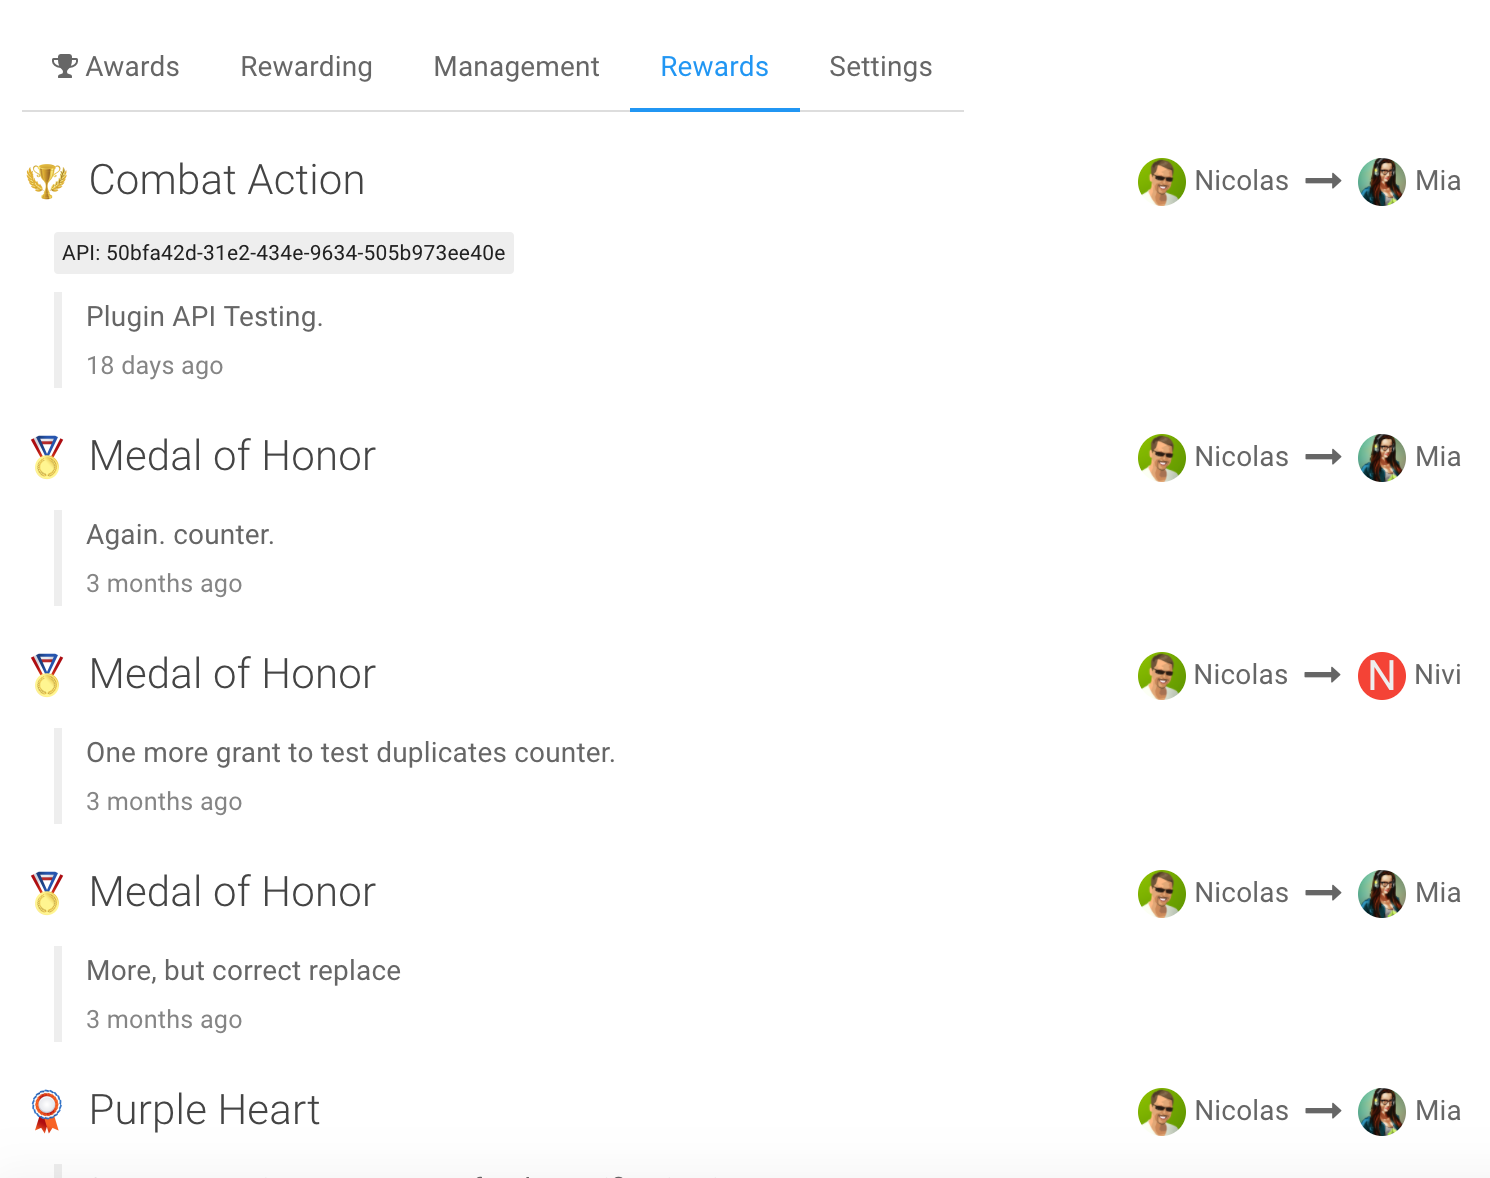 Awards Rewarding Management Rewards Settings
Combat Action Nicolas Mia
API: 50bfa42d-31e2-434e-9634-505b973ee40e
Plugin API Testing.
18 days ago
Medal of Honor Nicolas Mia
Again. counter.
3 months ago
Medal of Honor Nicolas N Nivi
One more grant to test duplicates counter.
3 months ago
Medal of Honor Nicolas Mia
More, but correct replace
3 months ago
Purple Heart Nicolas Mia